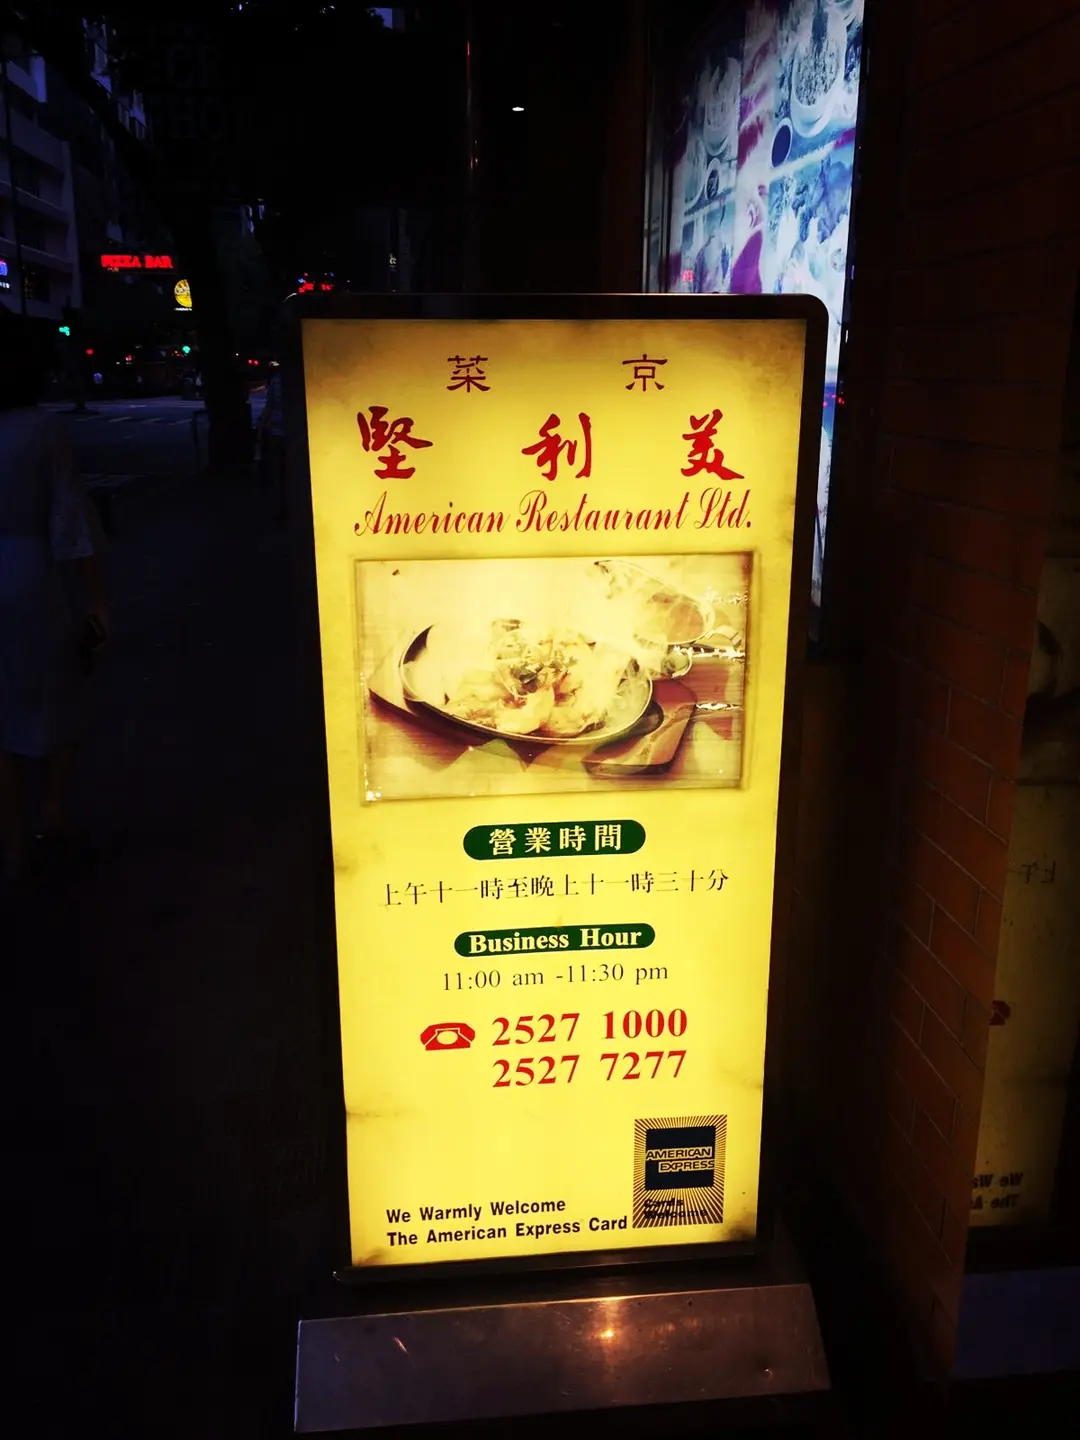 PIZZA BAR
菜 京
堅 利 美
American Restaurant Ltd.
營業時間
上午十一時至晚上十一時三十分
Business Hour
11:00 am -11:30 pm
2527 1000
2527 7277
AMERICAN
EXPRESS
Cards
Welcome
We Warmly Welcome
The American Express Card